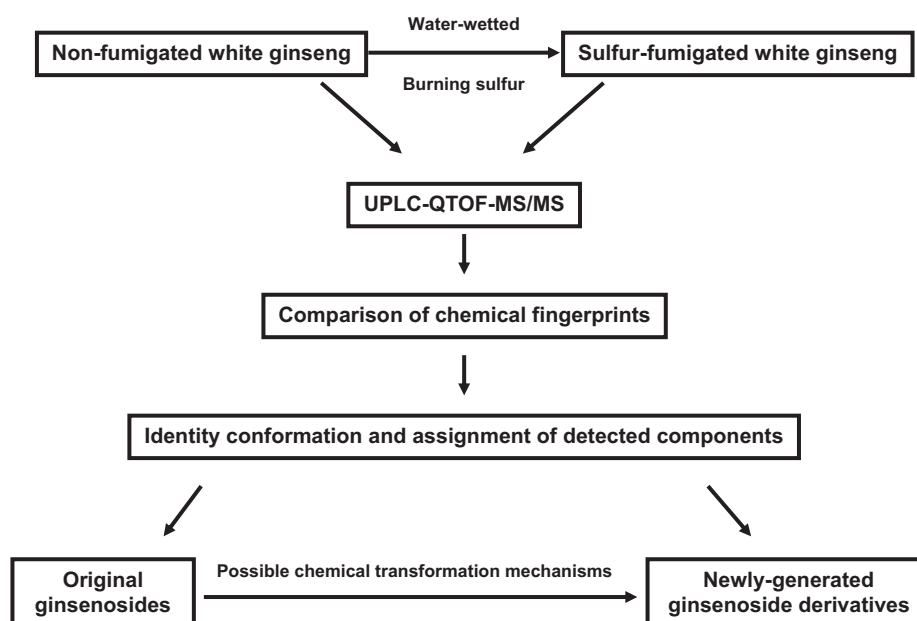 Water-wetted
Non-fumigated white ginseng
Sulfur-fumigated white ginseng
Burning sulfur
UPLC-QTOF-MS/MS
Comparison of chemical fingerprints
Identity conformation and assignment of detected components
Original
ginsenosides
Possible chemical transformation mechanisms
Newly-generated
ginsenoside derivatives